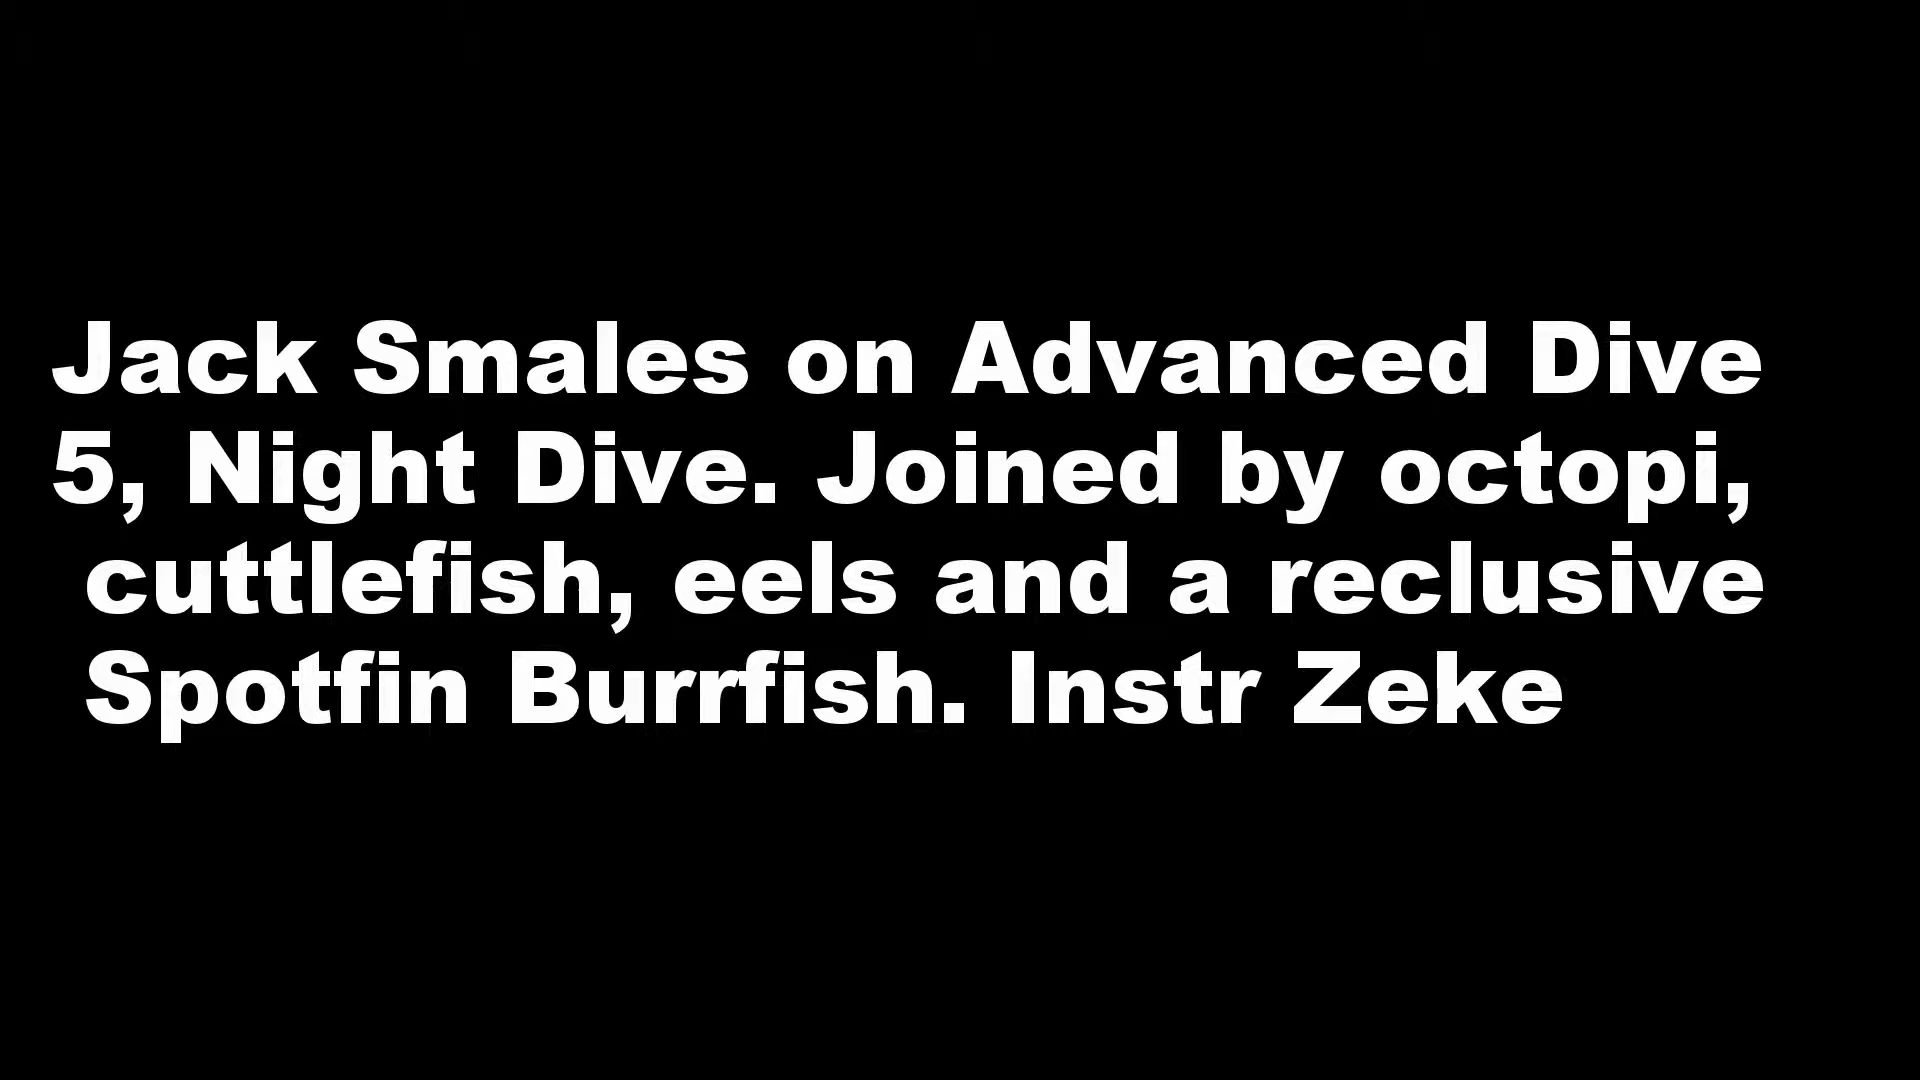 Jack Smales on Advanced Dive
5, Night Dive. Joined by octopi,
cuttlefish, eels and a reclusive
Spotfin Burrfish. Instr Zeke